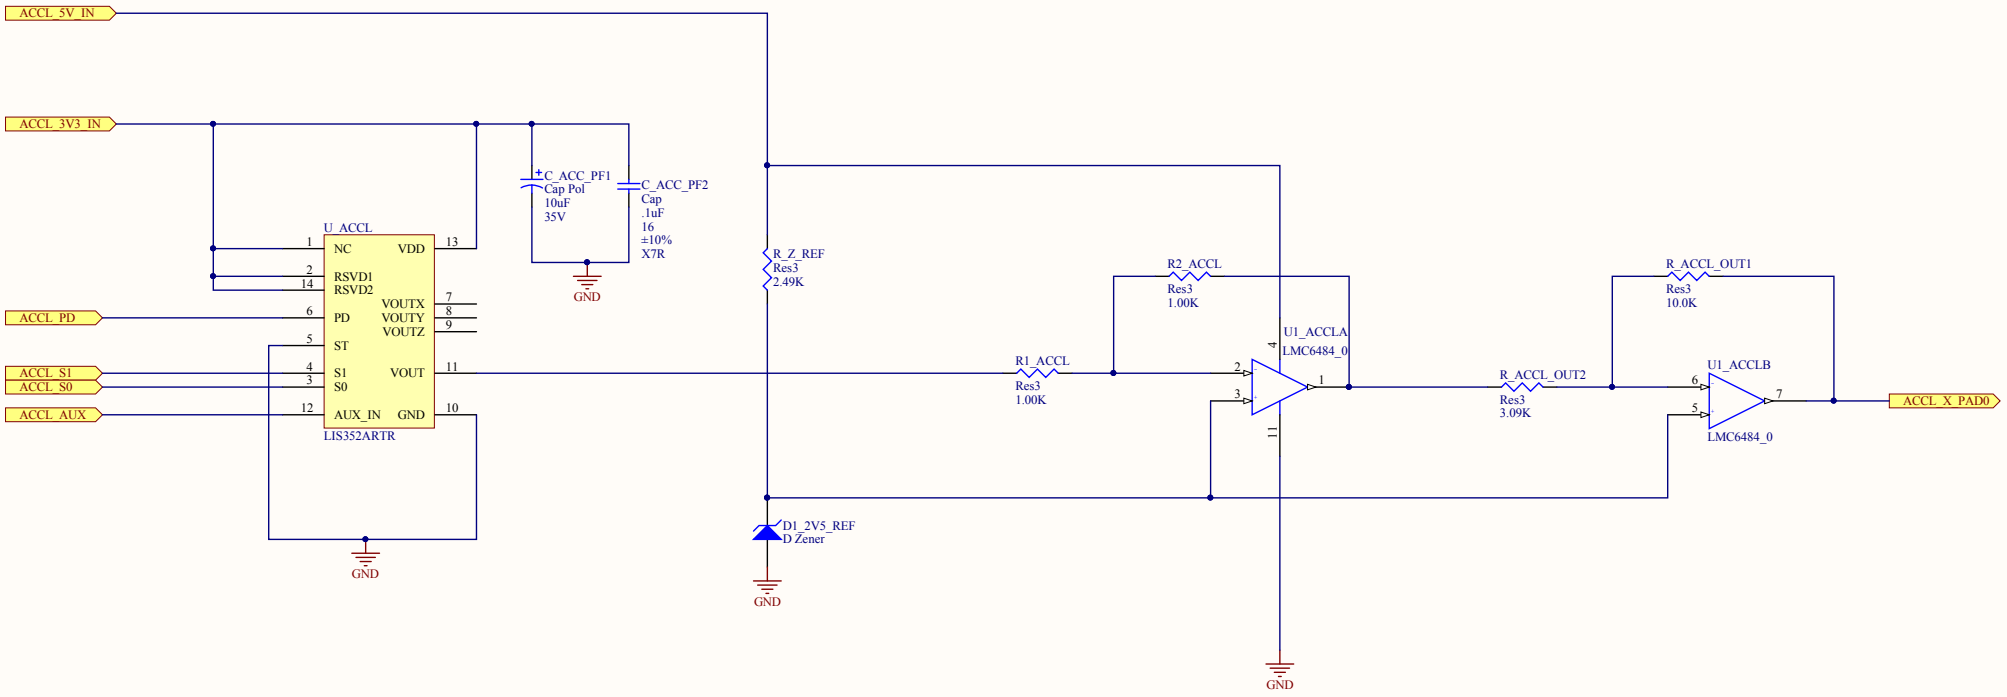 ACCL_5V_IN
ACCL_3V3_IN
C_ACC_PF1
Cap Pol
10uF
35V
C_ACC_PF2
Cap
.1uF
16
±10%
X7R
GND
U_ACCL
1
NC
VDD
13
2
RSVD1
14
RSVD2
VOUTX
7
ACCL_PD
6
PD
VOUTY
8
VOUTZ
9
5
ST
ACCL_S1
4
S1
VOUT
11
ACCL_S0
3
S0
ACCL_AUX
12
AUX_IN
GND
10
LIS352ARTR
GND
R_Z_REF
Res3
2.49K
D1_2V5_REF
D Zener
GND
R1_ACCL
Res3
1.00K
R2_ACCL
Res3
1.00K
U1_ACCLA
LMC6484_0
4
2
3
1
11
GND
R_ACCL_OUT2
Res3
3.09K
R_ACCL_OUT1
Res3
10.0K
U1_ACCLB
6
5
7
LMC6484_0
ACCL_X_PAD0